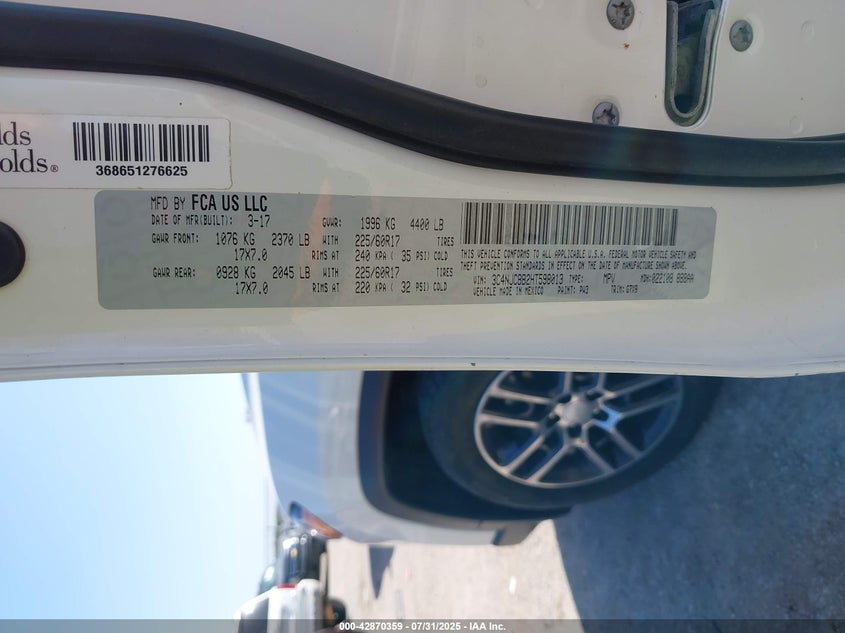 lds
olds®
368651276625
MFD BY FCA US LLC
DATE OF MFR(BUILT): 3-17 GVWR: 1996 KG 4400 LB
GAWR FRONT: 1076 KG 2370 LB WITH 225/60R17 TIRES
17X7.0 RIMS AT 240 KPA ( 35 PSI) COLD
GAWR REAR: 0928 KG 2045 LB WITH 225/60R17 TIRES
17X7.0 RIMS AT 220 KPA ( 32 PSI) COLD
THIS VEHICLE CONFORMS TO ALL APPLICABLE U.S.A. FEDERAL MOTOR VEHICLE SAFETY AND
THEFT PREVENTION STANDARDS IN EFFECT ON THE DATE OF MANUFACTURE SHOWN ABOVE.
VIN: 3C4NJCBB2HT598013 TYPE: MPV MDH:022108 888AA
VEHICLE MADE IN MEXICO PAINT: PW3 TRIM: G7X9
000-42870359 - 07/31/2025 - IAA Inc.